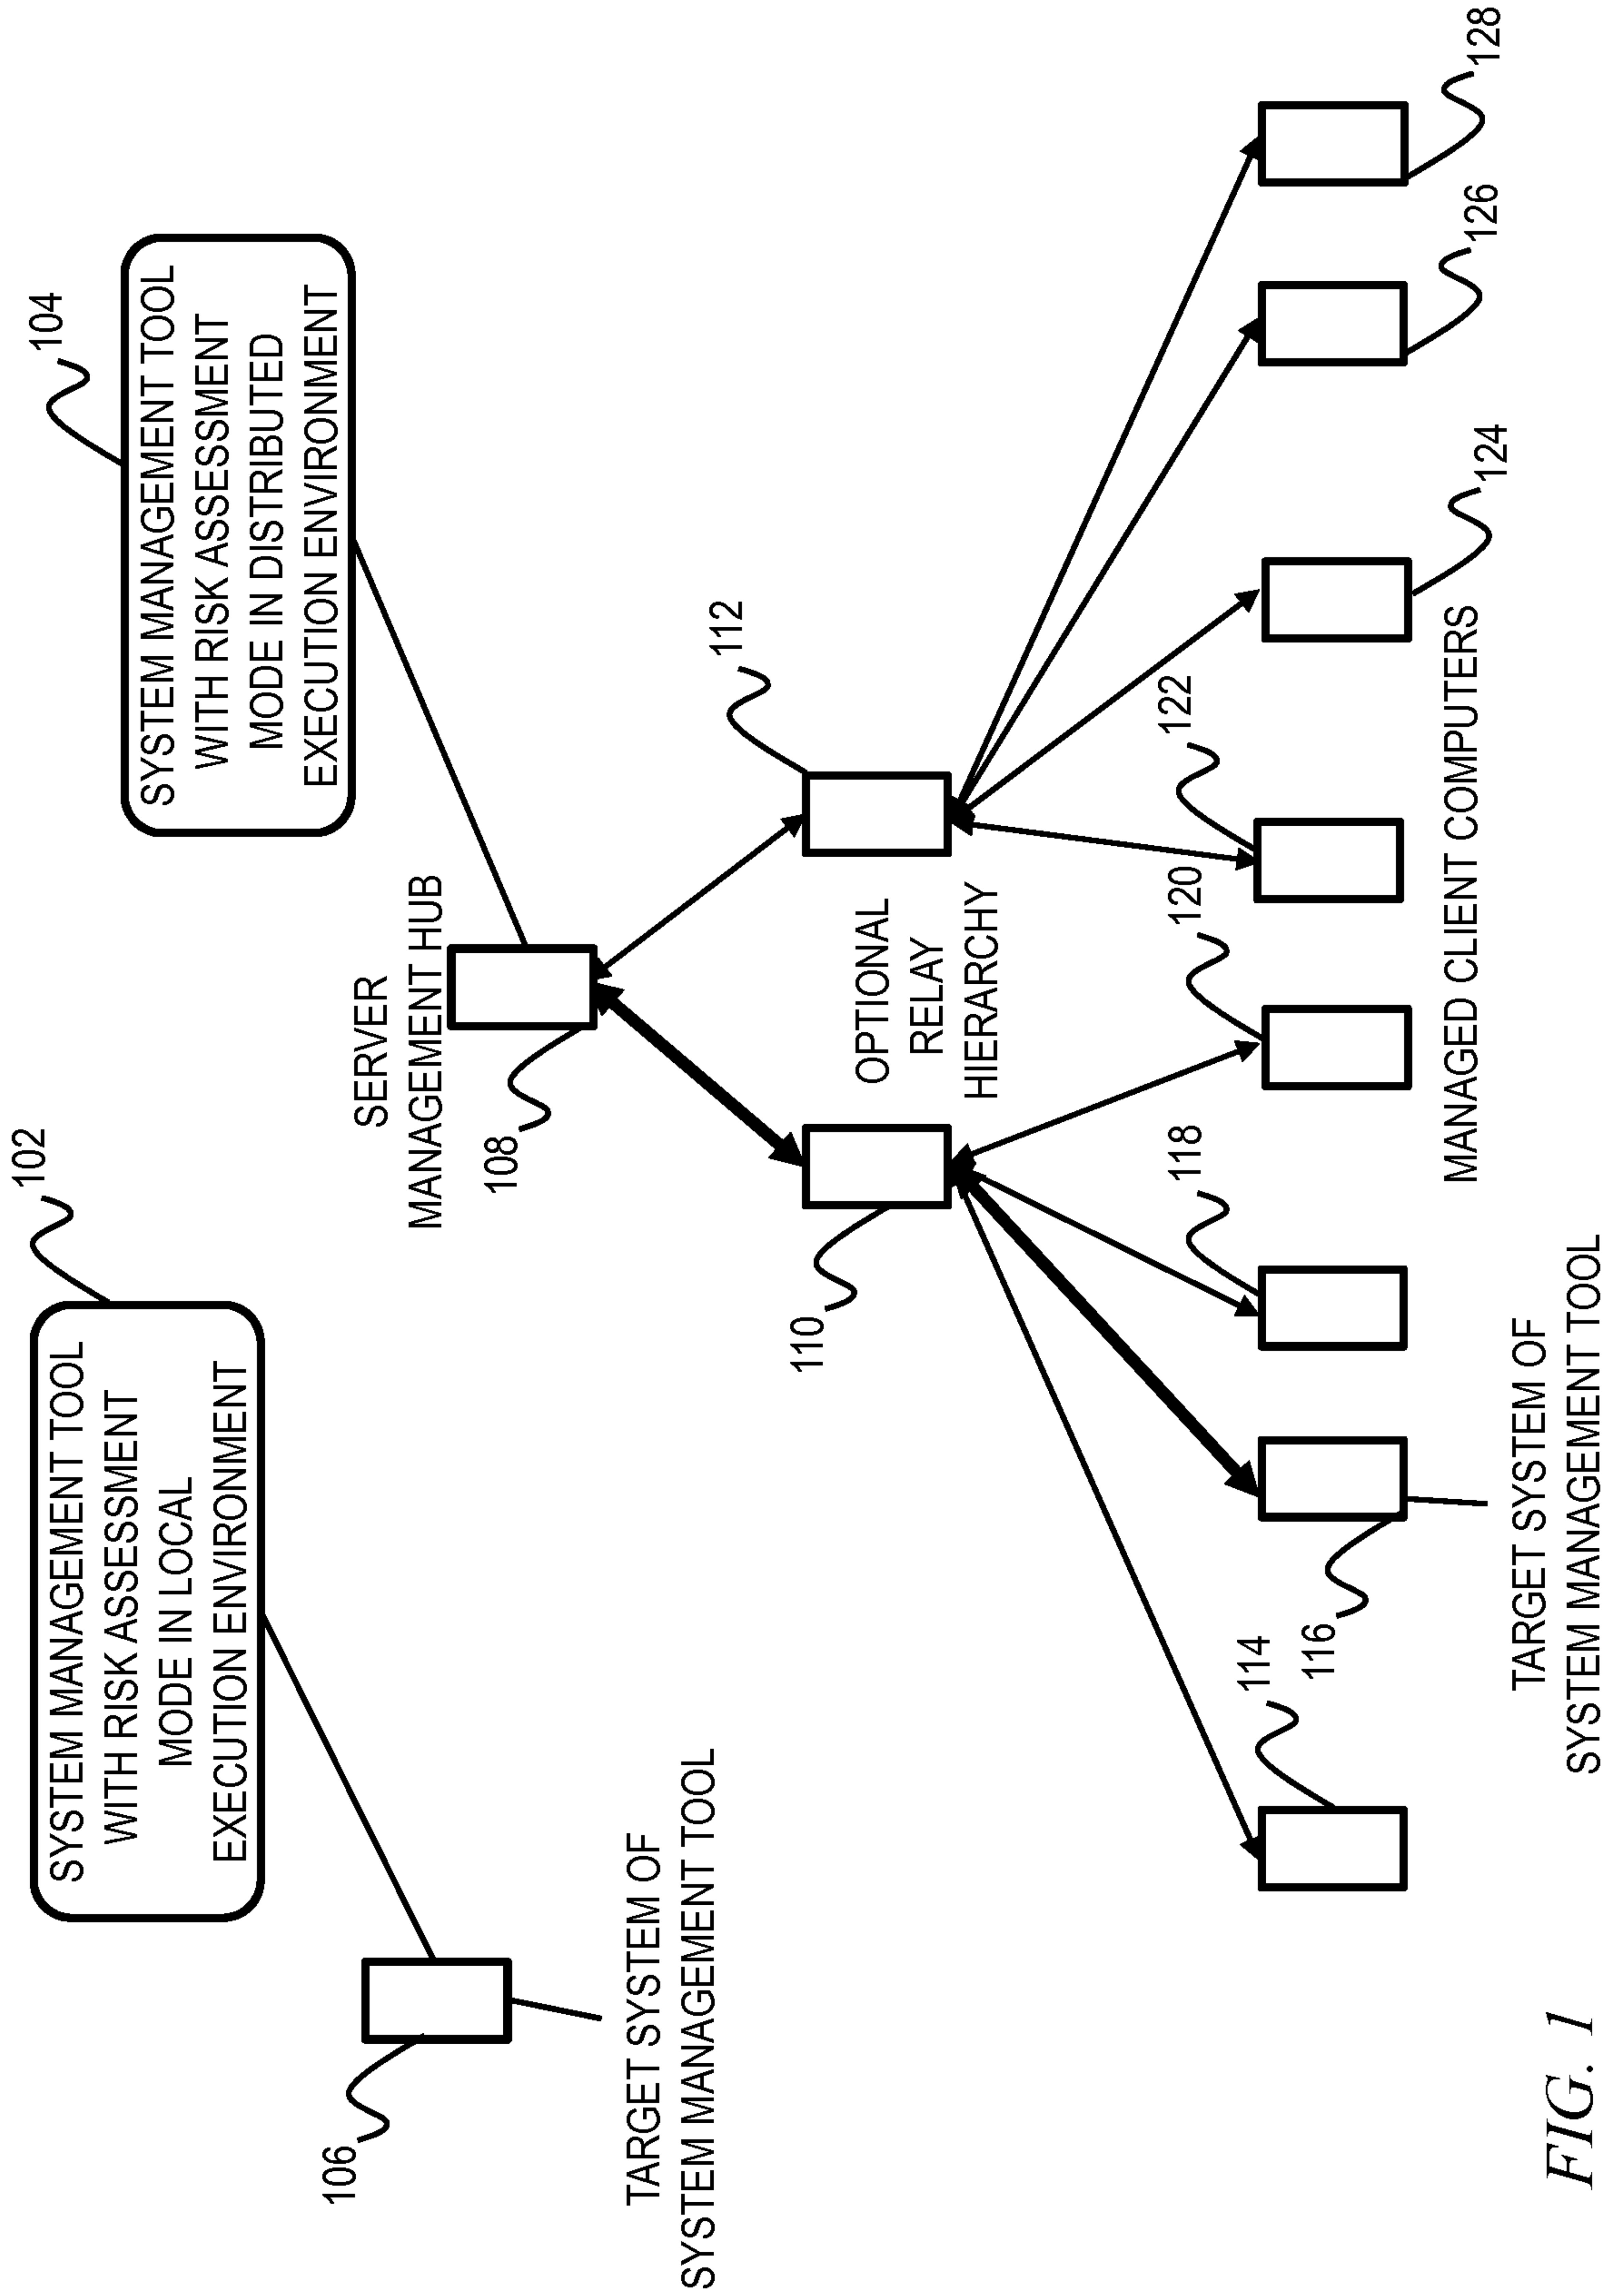 102
SYSTEM MANAGEMENT TOOL
WITH RISK ASSESSMENT
MODE IN LOCAL
EXECUTION ENVIRONMENT
104
SYSTEM MANAGEMENT TOOL
WITH RISK ASSESSMENT
MODE IN DISTRIBUTED
EXECUTION ENVIRONMENT
106
TARGET SYSTEM OF
SYSTEM MANAGEMENT TOOL
SERVER
MANAGEMENT HUB
108
110
112
OPTIONAL
RELAY
HIERARCHY
114
116
118
120
122
124
126
128
MANAGED CLIENT COMPUTERS
TARGET SYSTEM OF
SYSTEM MANAGEMENT TOOL
FIG. 1